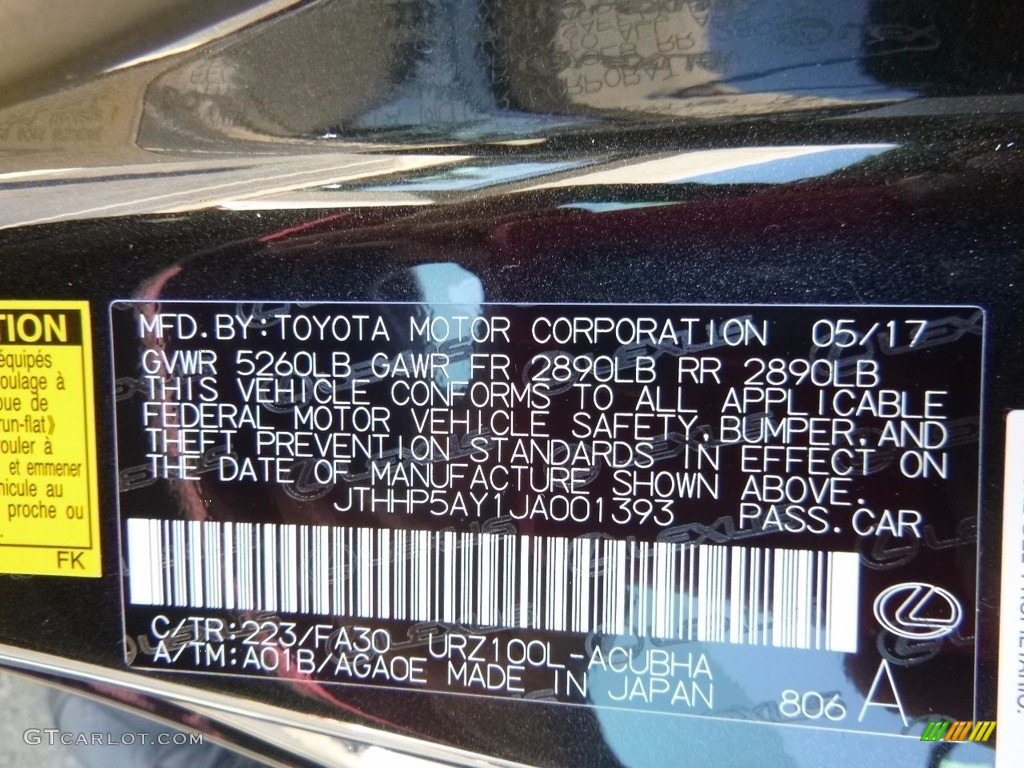 MFD.BY:TOYOTA MOTOR CORPORATION 05/17
GVWR 5260LB GAWR FR 2890LB RR 2890LB
THIS VEHICLE CONFORMS TO ALL APPLICABLE
FEDERAL MOTOR VEHICLE SAFETY,BUMPER,AND
THEFT PREVENTION STANDARDS IN EFFECT ON
THE DATE OF MANUFACTURE SHOWN ABOVE.
JTHHP5AY1JA001393 PASS.CAR
C/TR:223/FA30 URZ100L-ACUBHA
A/TM:A01B/AGA0E MADE IN JAPAN
806 A
TION
équipés
roulage à
oue de
run-flat»
rouler à
et emmener
hicule au
proche ou
FK
GTcarlot.com